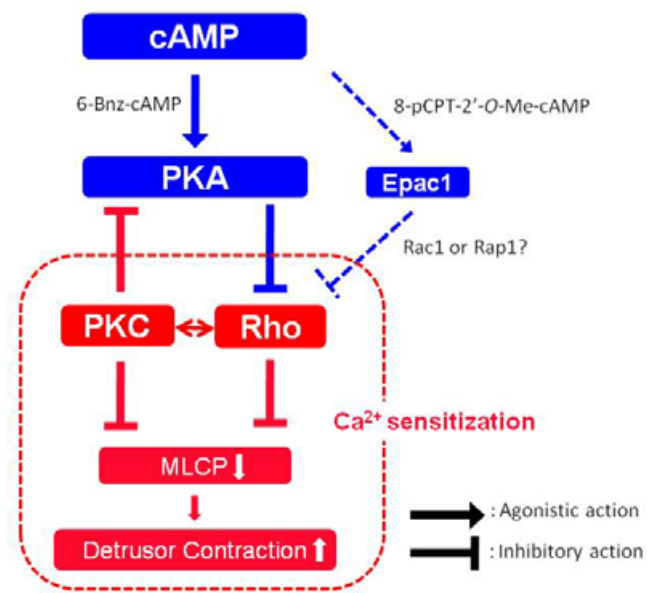 cAMP
6-Bnz-cAMP
8-pCPT-2'-O-Me-cAMP
PKA
Epac1
Rac1 or Rap1?
PKC
Rho
Ca²⁺ sensitization
MLCP
: Agonistic action
Detrusor Contraction
: Inhibitory action